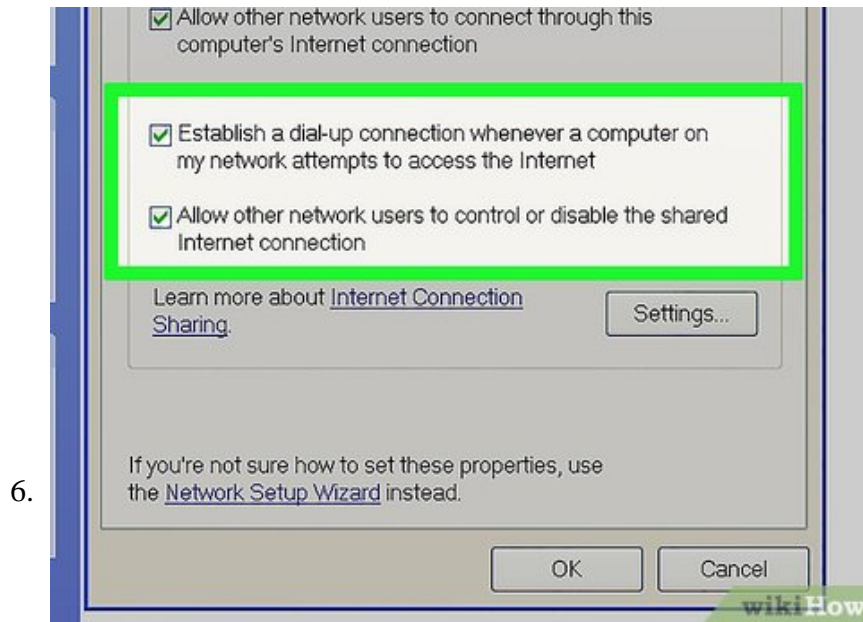 Allow other network users to connect through this
computer's Internet connection
Establish a dial-up connection whenever a computer on
my network attempts to access the Internet
Allow other network users to control or disable the shared
Internet connection
Learn more about Internet Connection
Sharing.
Settings...
If you're not sure how to set these properties, use
the Network Setup Wizard instead.
6.
OK
Cancel
wikiHow